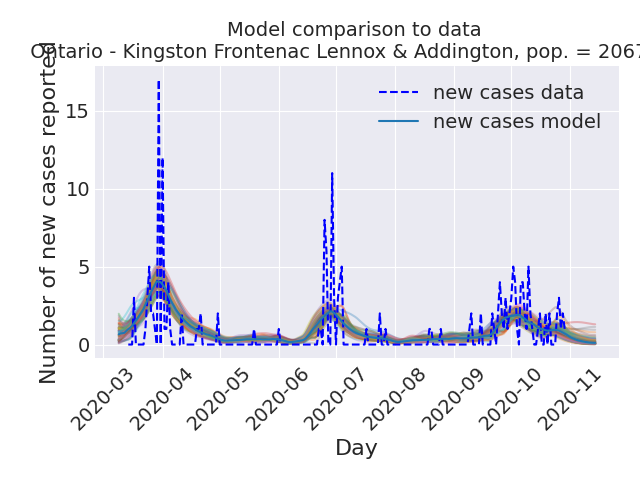 Model comparison to data
Ontario - Kingston Frontenac Lennox & Addington, pop. = 2067
Number of new cases reported
15
10
5
0
new cases data
new cases model
2020-03
2020-04
2020-05
2020-06
2020-07
2020-08
2020-09
2020-10
2020-11
Day